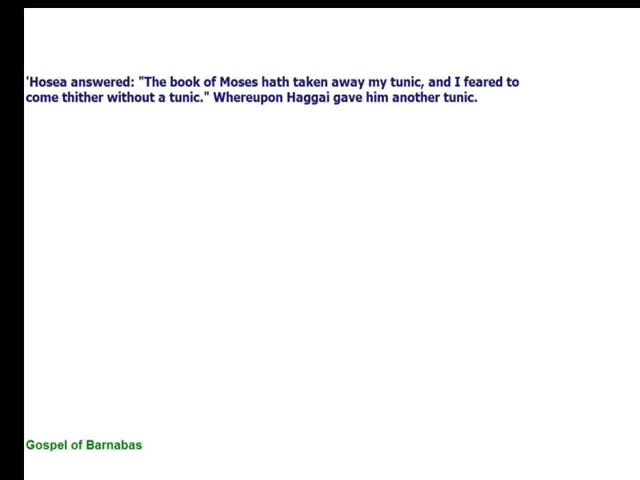 'Hosea answered: "The book of Moses hath taken away my tunic, and I feared to
come thither without a tunic." Whereupon Haggai gave him another tunic.
Gospel of Barnabas